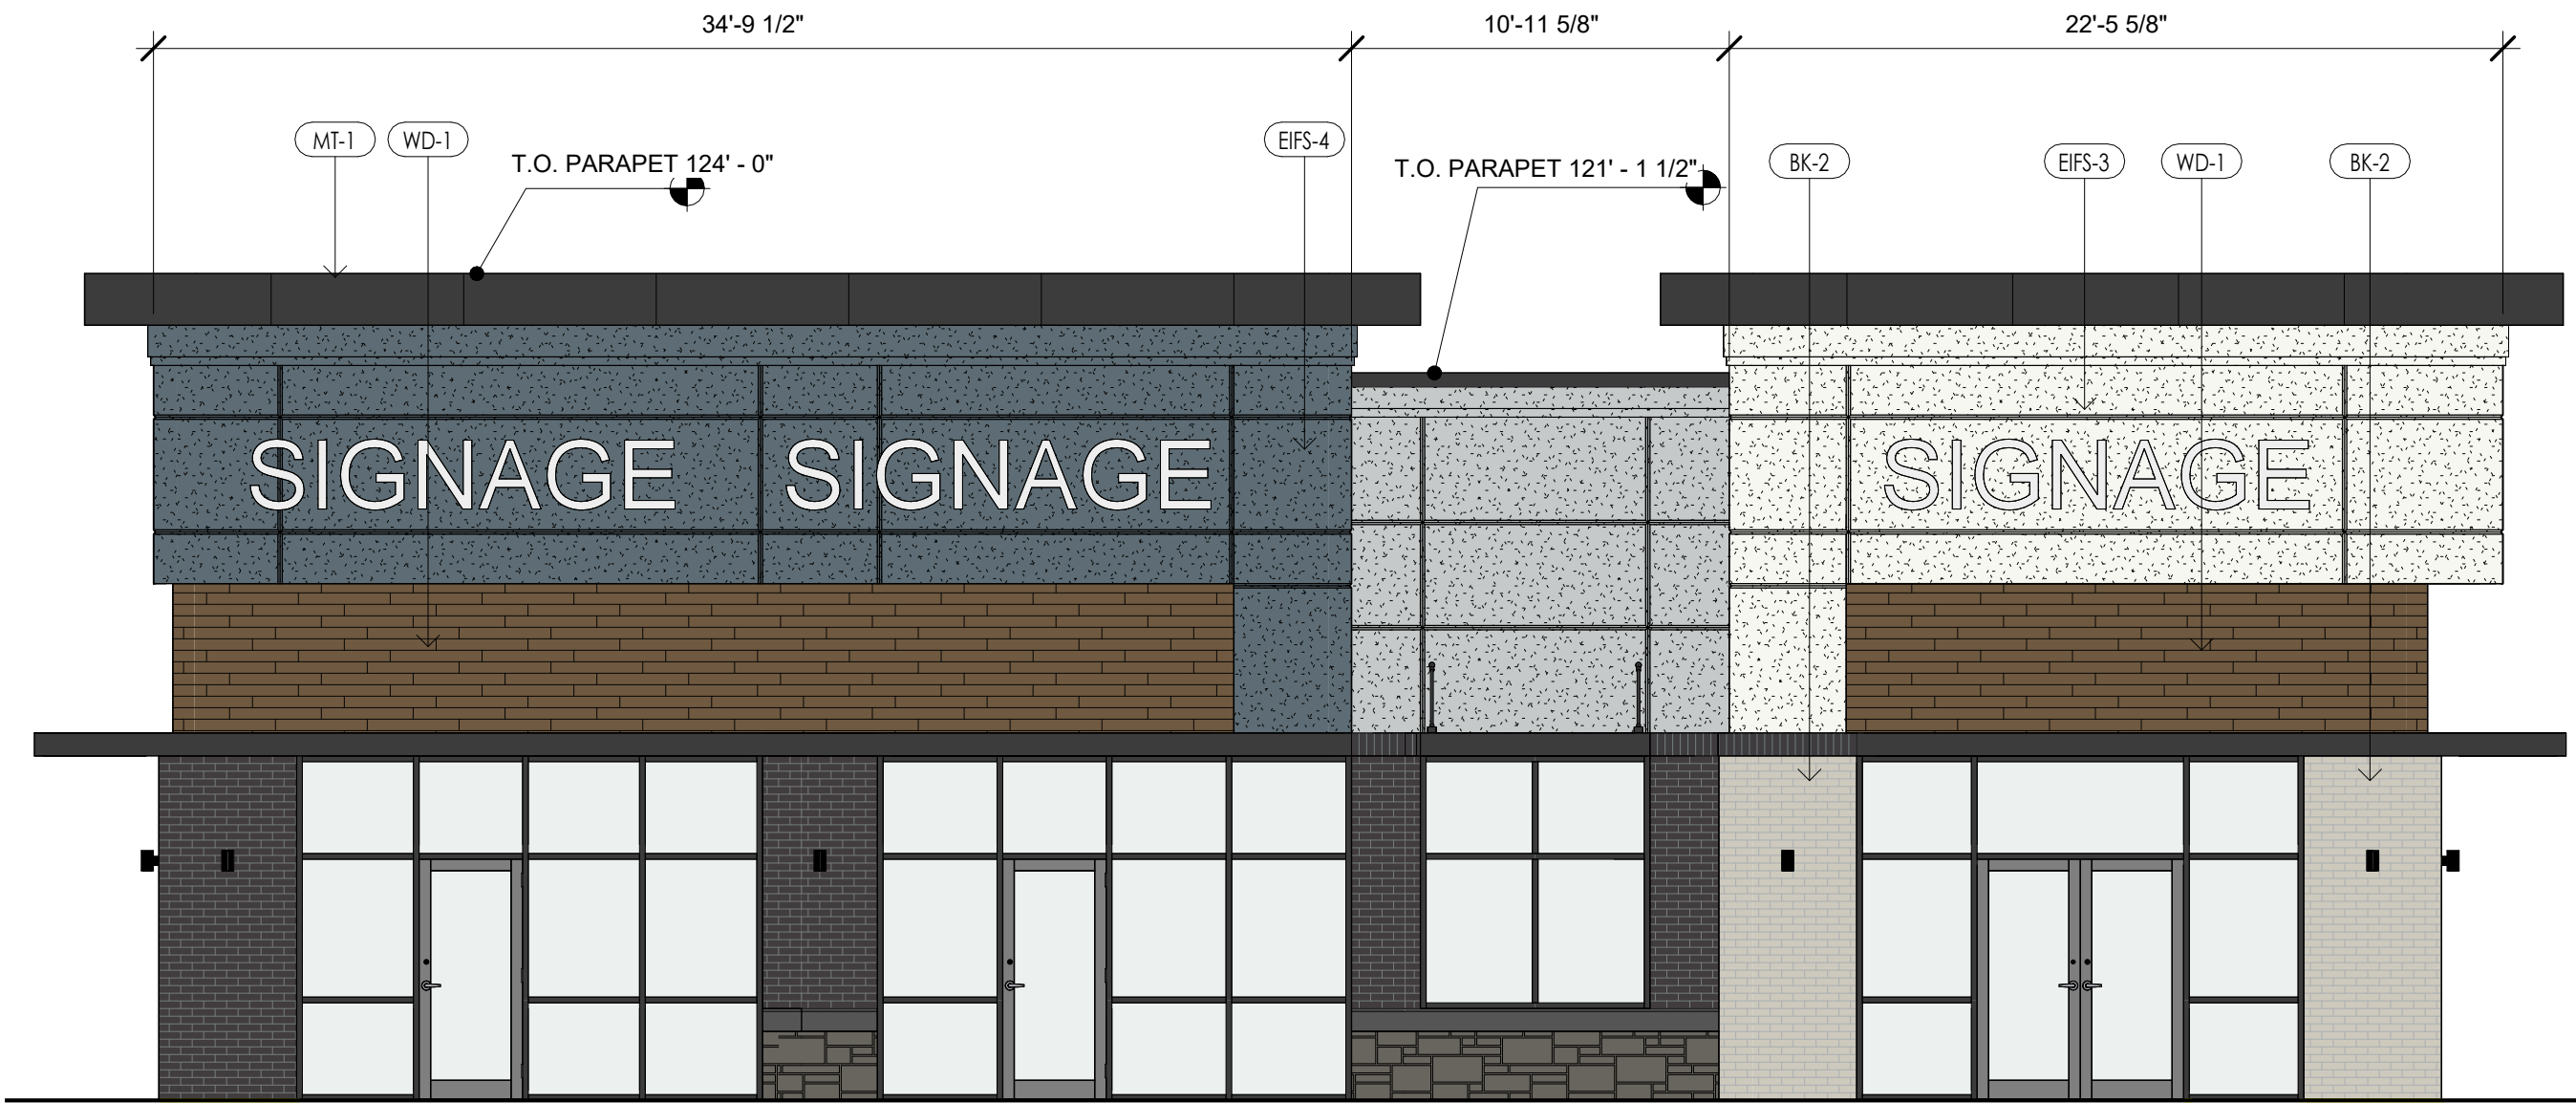 34'-9 1/2"
10'-11 5/8"
22'-5 5/8"
MT-1
WD-1
T.O. PARAPET 124' - 0"
EIFS-4
T.O. PARAPET 121' - 1 1/2"
BK-2
EIFS-3
WD-1
BK-2
SIGNAGE
SIGNAGE
SIGNAGE